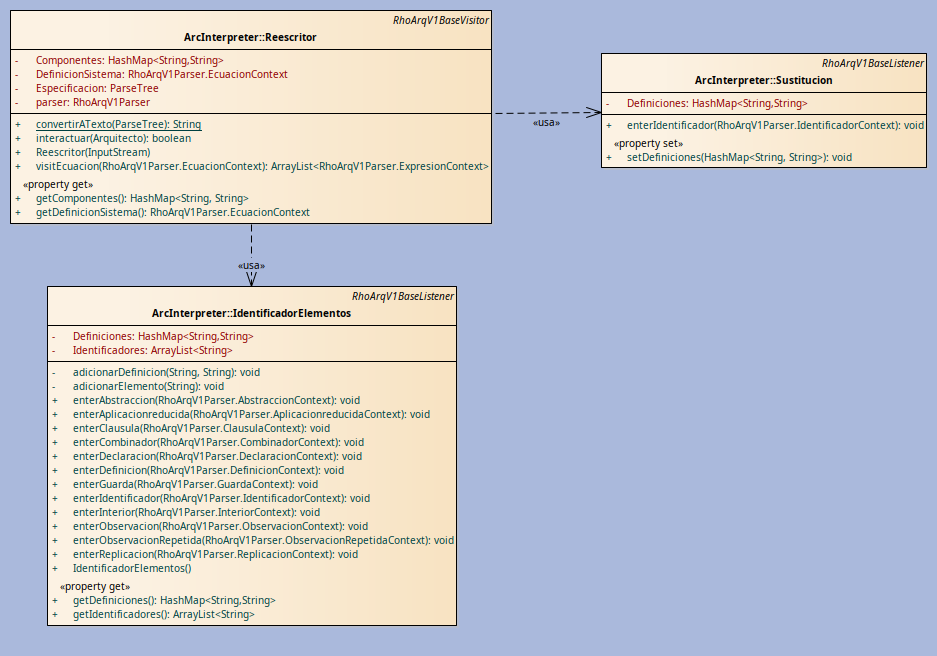 RhoArqV1BaseVisitor
ArcInterpreter::Reescritor
- Componentes: HashMap<String,String>
- DefinicionSistema: RhoArqV1Parser.EcuacionContext
- Especificacion: ParseTree
- parser: RhoArqV1Parser
+ convertirATexto(ParseTree): String
+ interactuar(Arquitecto): boolean
+ Reescritor(InputStream)
+ visitEcuacion(RhoArqV1Parser.EcuacionContext): ArrayList<RhoArqV1Parser.ExpresionContext>
«property get»
+ getComponentes(): HashMap<String, String>
+ getDefinicionSistema(): RhoArqV1Parser.EcuacionContext
«usa»
RhoArqV1BaseListener
ArcInterpreter::Sustitucion
- Definiciones: HashMap<String,String>
+ enterIdentificador(RhoArqV1Parser.IdentificadorContext): void
«property set»
+ setDefiniciones(HashMap<String, String>): void
«usa»
RhoArqV1BaseListener
ArcInterpreter::IdentificadorElementos
- Definiciones: HashMap<String,String>
- Identificadores: ArrayList<String>
- adicionarDefinicion(String, String): void
- adicionarElemento(String): void
+ enterAbstraccion(RhoArqV1Parser.AbstraccionContext): void
+ enterAplicacionreducida(RhoArqV1Parser.AplicacionreducidaContext): void
+ enterClausula(RhoArqV1Parser.ClausulaContext): void
+ enterCombinador(RhoArqV1Parser.CombinadorContext): void
+ enterDeclaracion(RhoArqV1Parser.DeclaracionContext): void
+ enterDefinicion(RhoArqV1Parser.DefinicionContext): void
+ enterGuarda(RhoArqV1Parser.GuardaContext): void
+ enterIdentificador(RhoArqV1Parser.IdentificadorContext): void
+ enterInterior(RhoArqV1Parser.InteriorContext): void
+ enterObservacion(RhoArqV1Parser.ObservacionContext): void
+ enterObservacionRepetida(RhoArqV1Parser.ObservacionRepetidaContext): void
+ enterReplicacion(RhoArqV1Parser.ReplicacionContext): void
+ IdentificadorElementos()
«property get»
+ getDefiniciones(): HashMap<String,String>
+ getIdentificadores(): ArrayList<String>